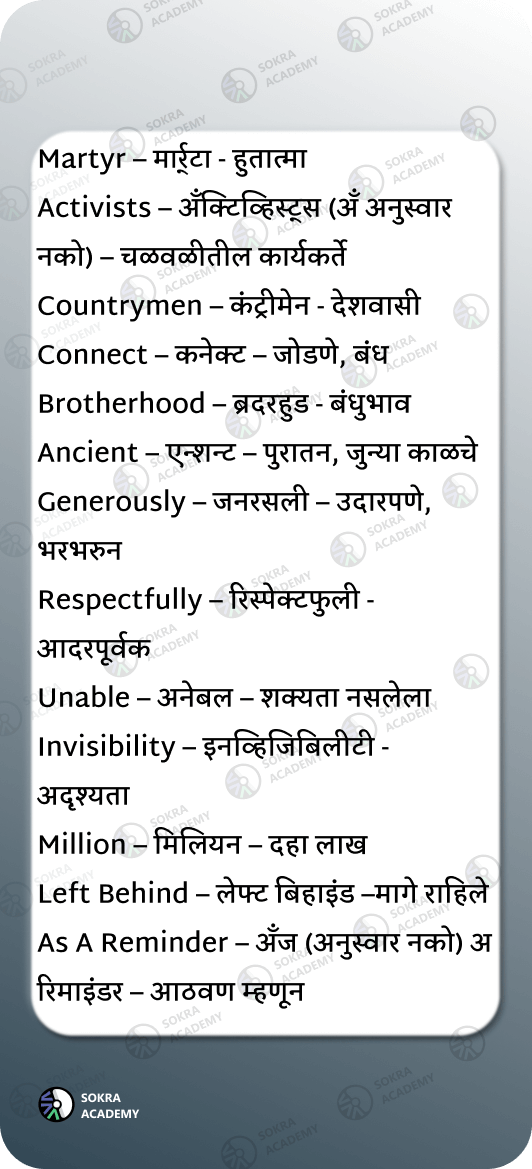 Martyr – मार्र्टा - हुतात्मा
Activists – अँक्टिव्हिस्ट्स (अँ अनुस्वार
नको) – चळवळीतील कार्यकर्ते
Countrymen – कंट्रीमेन - देशवासी
Connect – कनेक्ट – जोडणे, बंध
Brotherhood – ब्रदरहुड - बंधुभाव
Ancient – एन्शन्ट – पुरातन, जुन्या काळचे
Generously – जनरसली – उदारपणे,
भरभरुन
Respectfully – रिस्पेक्टफुली -
आदरपूर्वक
Unable – अनेबल – शक्यता नसलेला
Invisibility – इनव्हिजिबिलीटी -
अदृश्यता
Million – मिलियन – दहा लाख
Left Behind – लेफ्ट बिहाइंड –मागे राहिले
As A Reminder – अँज (अनुस्वार नको) अ
रिमाइंडर – आठवण म्हणून
SOKRA
ACADEMY